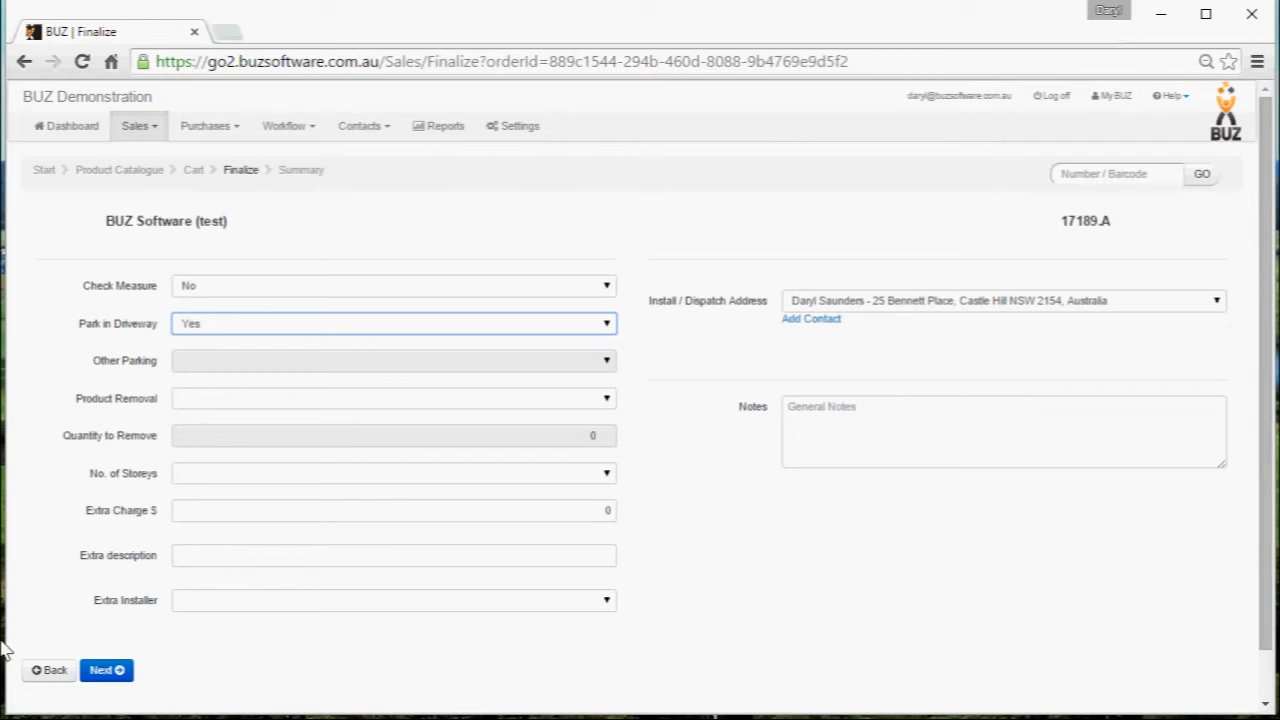 Daryl
BUZ | Finalize
https://go2.buzsoftware.com.au/Sales/Finalize?orderId=889c1544-294b-460d-8088-9b4769e9d5f2
BUZ Demonstration
daryl@buzsoftware.com.au Log off My BUZ Help
Dashboard Sales Purchases Workflow Contacts Reports Settings
BUZ
Start > Product Catalogue > Cart > Finalize > Summary
Number / Barcode GO
BUZ Software (test) 17189.A
Check Measure No
Install / Dispatch Address Daryl Saunders - 25 Bennett Place, Castle Hill NSW 2154, Australia
Add Contact
Park in Driveway Yes
Other Parking
Product Removal
Notes General Notes
Quantity to Remove 0
No. of Storeys
Extra Charge $ 0
Extra description
Extra Installer
Back Next